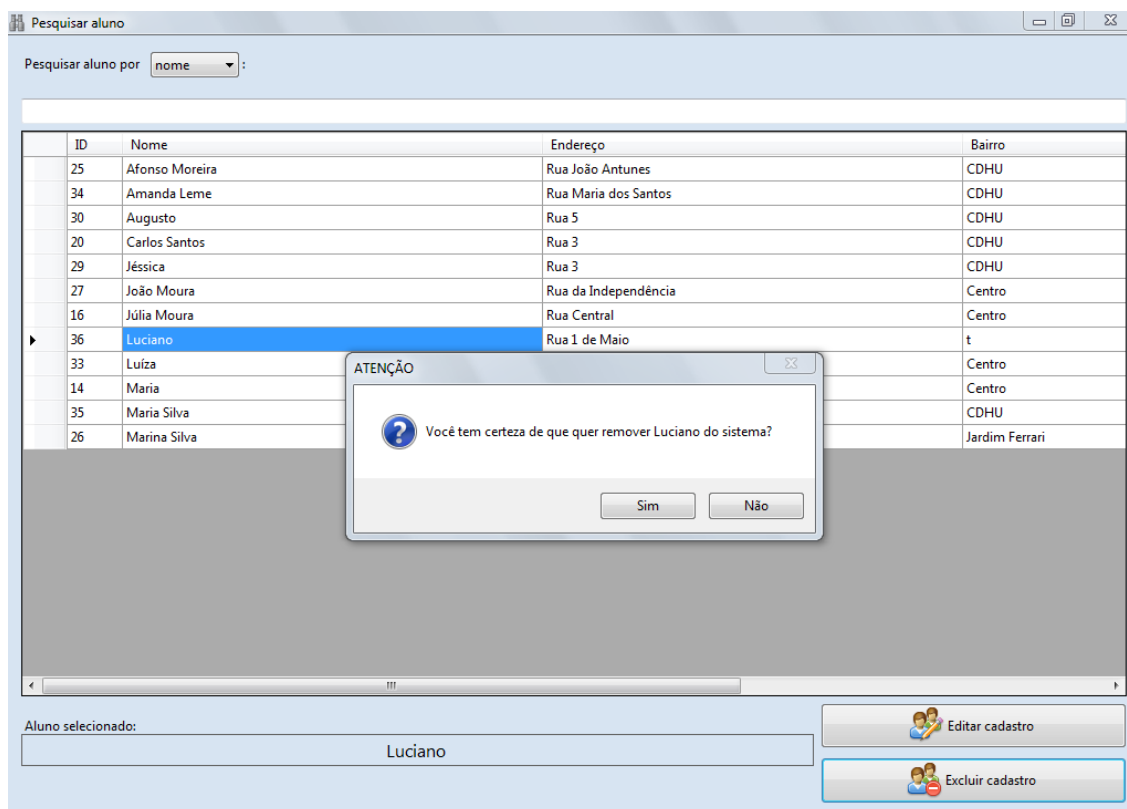 Pesquisar aluno
Pesquisar aluno por nome :
ID Nome Endereço Bairro
25 Afonso Moreira Rua João Antunes CDHU
34 Amanda Leme Rua Maria dos Santos CDHU
30 Augusto Rua 5 CDHU
20 Carlos Santos Rua 3 CDHU
29 Jéssica Rua 3 CDHU
27 João Moura Rua da Independência Centro
16 Júlia Moura Rua Central Centro
36 Luciano Rua 1 de Maio t
33 Luíza Centro
14 Maria Centro
35 Maria Silva CDHU
26 Marina Silva Jardim Ferrari
ATENÇÃO
Você tem certeza de que quer remover Luciano do sistema?
Sim Não
Aluno selecionado:
Luciano
Editar cadastro
Excluir cadastro